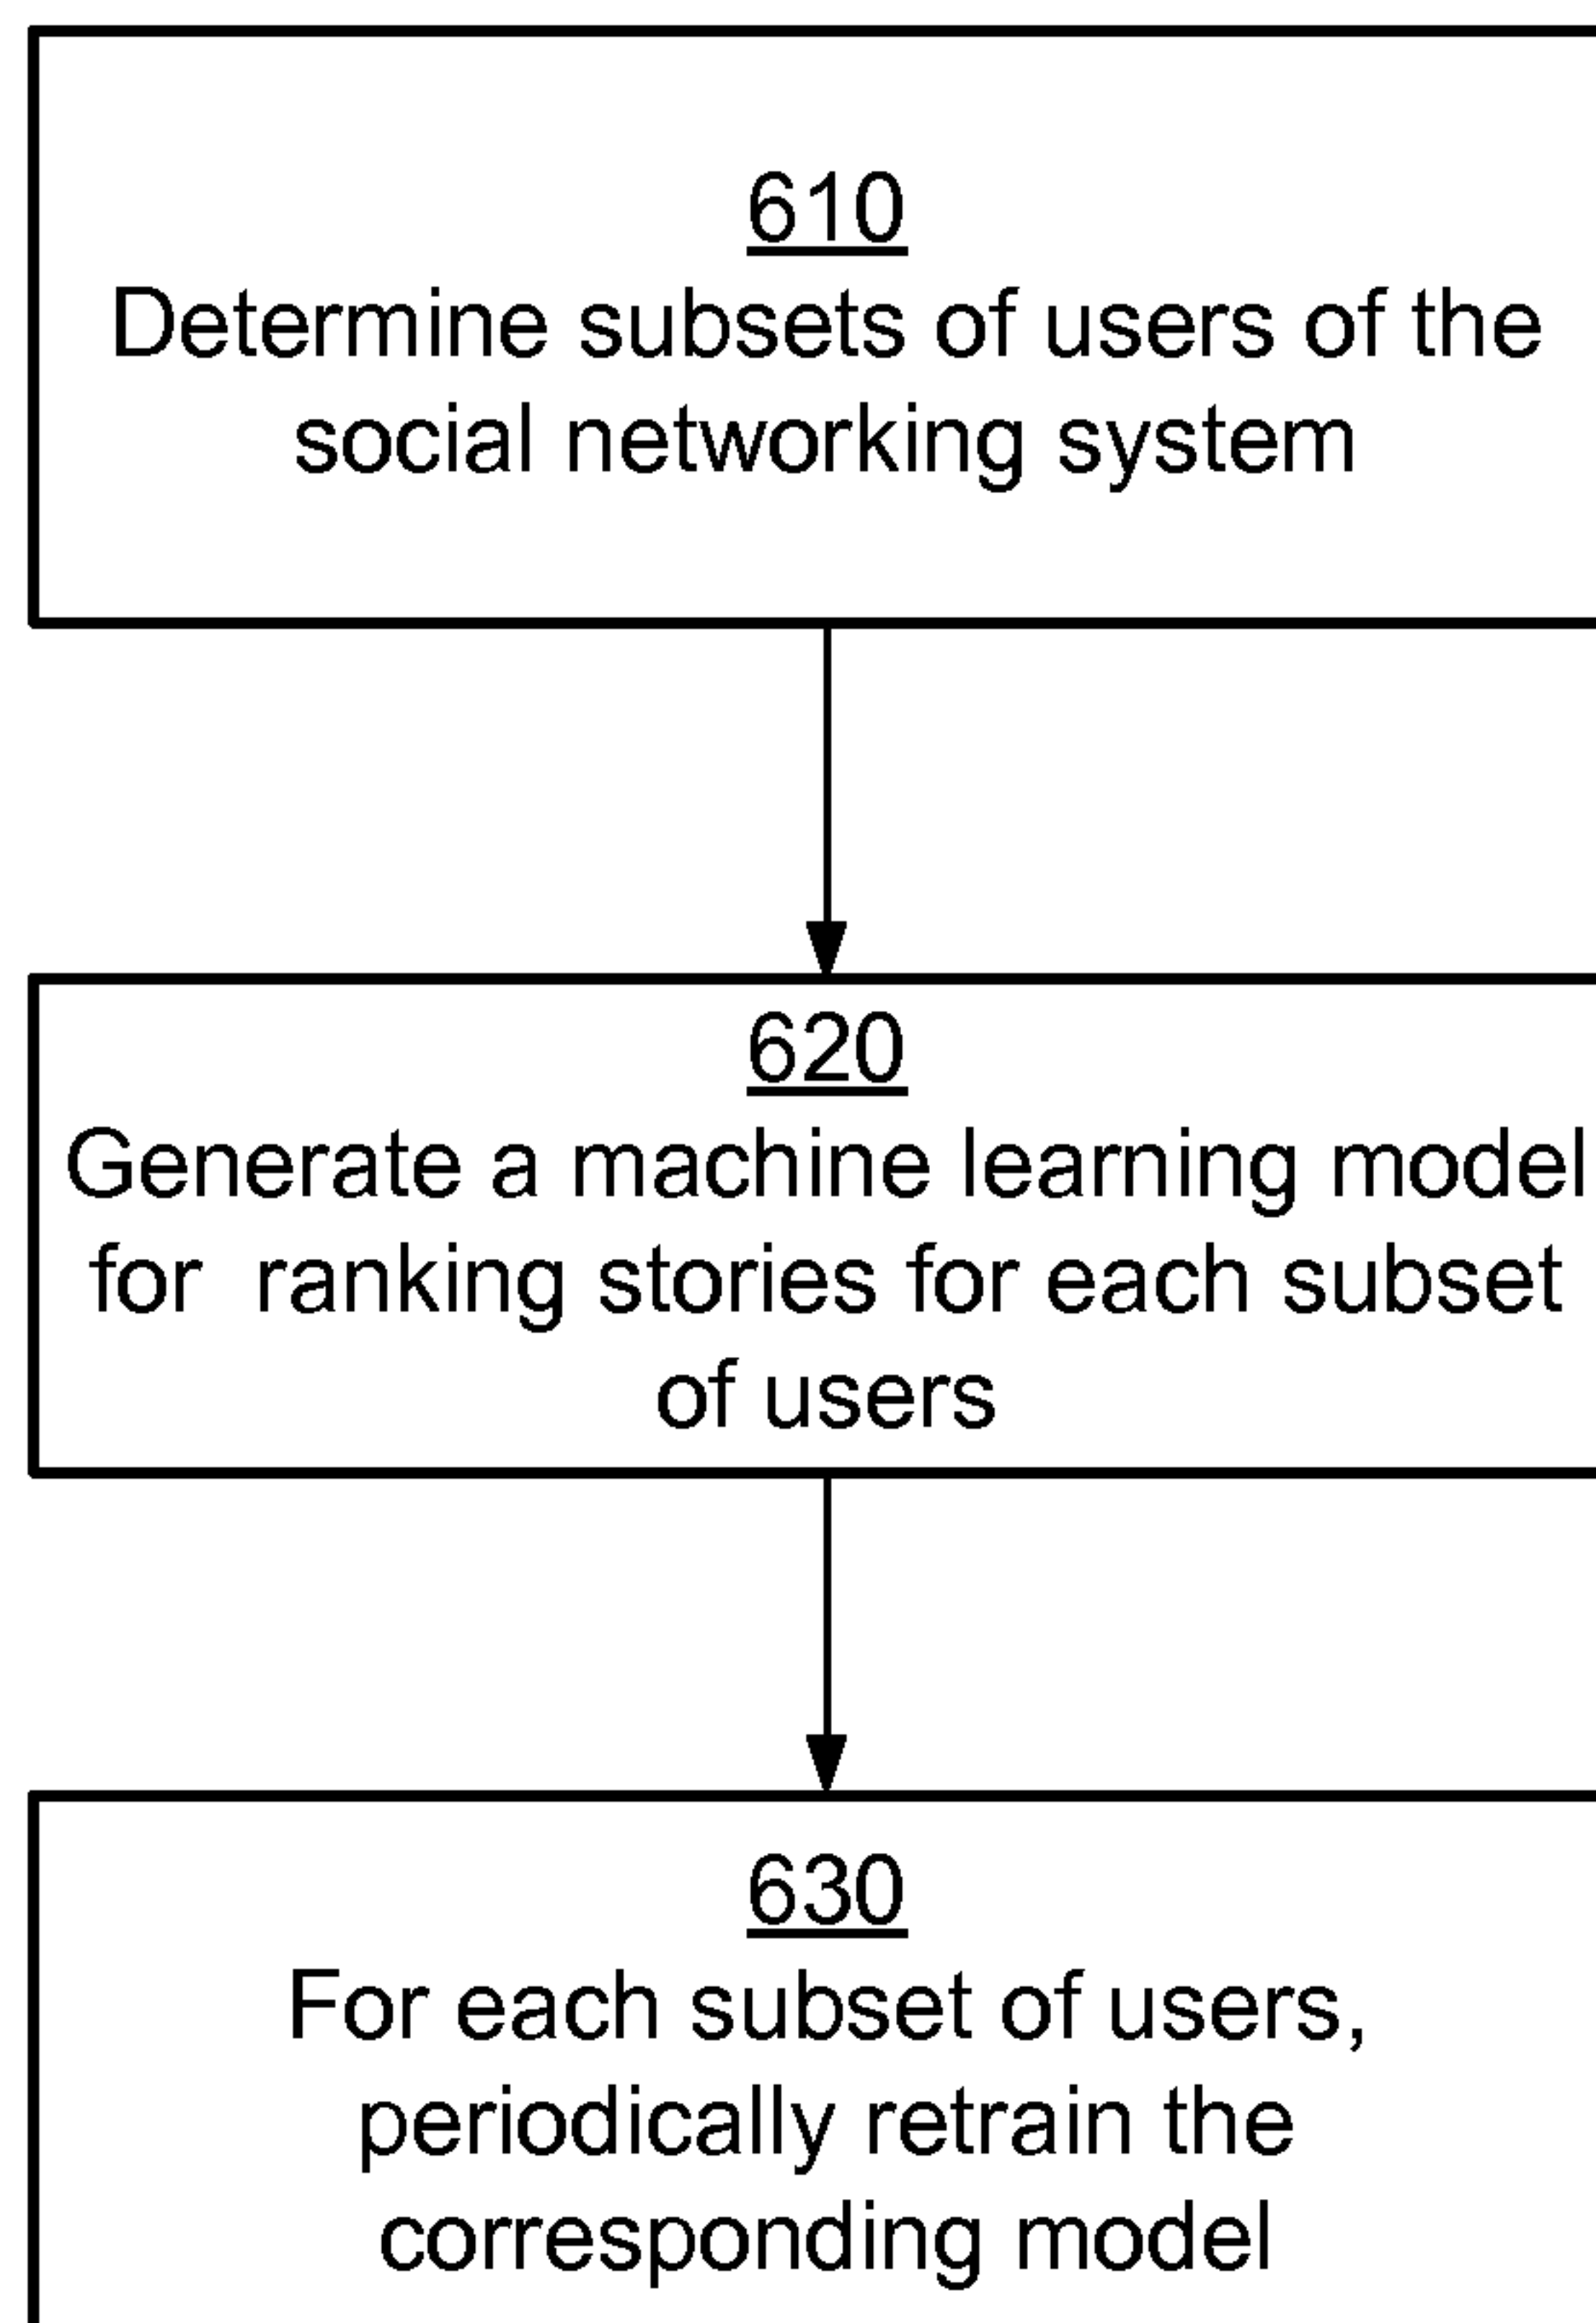 610
Determine subsets of users of the
social networking system
620
Generate a machine learning model
for ranking stories for each subset
of users
630
For each subset of users,
periodically retrain the
corresponding model